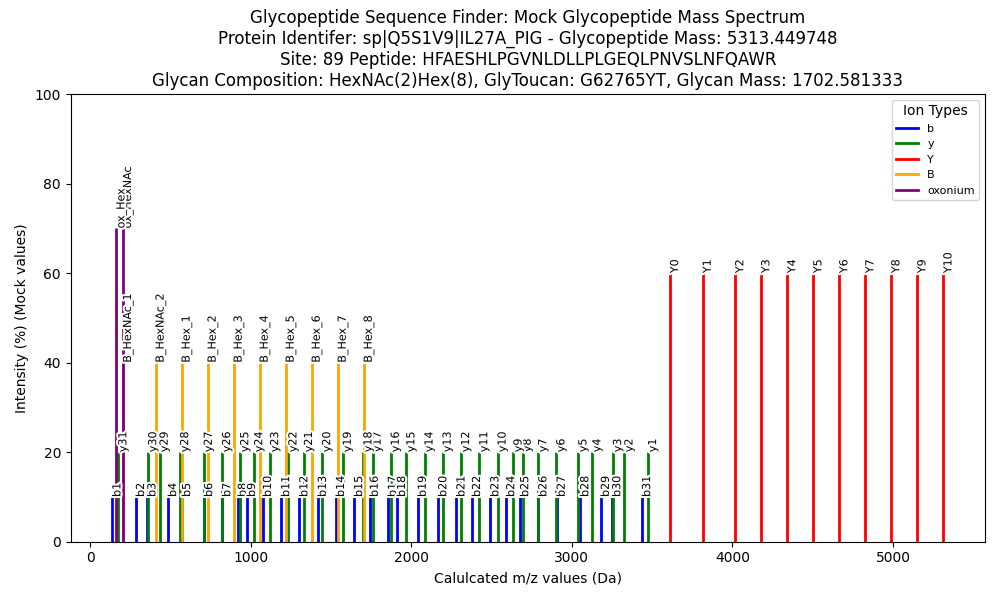 Glycopeptide Sequence Finder: Mock Glycopeptide Mass Spectrum
Protein Identifer: sp|Q5S1V9|IL27A_PIG - Glycopeptide Mass: 5313.449748
Site: 89 Peptide: HFAESHLPGVNLDLLPLGEQLPNVSLNFQAWR
Glycan Composition: HexNAc(2)Hex(8), GlyToucan: G62765YT, Glycan Mass: 1702.581333
Intensity (%) (Mock values)
100
80
60
40
20
0
Ion Types
b
y
Y
B
oxonium
ox_Hex
ox_HexNAc
Y0
Y1
Y2
Y3
Y4
Y5
Y6
Y7
Y8
Y9
Y10
B_HexNAc_1
B_HexNAc_2
B_Hex_1
B_Hex_2
B_Hex_3
B_Hex_4
B_Hex_5
B_Hex_6
B_Hex_7
B_Hex_8
y31
y30
y29
y28
y27
y26
y25
y24
y23
y22
y21
y20
y19
y18
y17
y16
y15
y14
y13
y12
y11
y10
y9
y8
y7
y6
y5
y4
y3
y2
y1
b1
b2
b3
b4
b5
b6
b7
b8
b9
b10
b11
b12
b13
b14
b15
b16
b17
b18
b19
b20
b21
b22
b23
b24
b25
b26
b27
b28
b29
b30
b31
0
1000
2000
3000
4000
5000
Calulcated m/z values (Da)